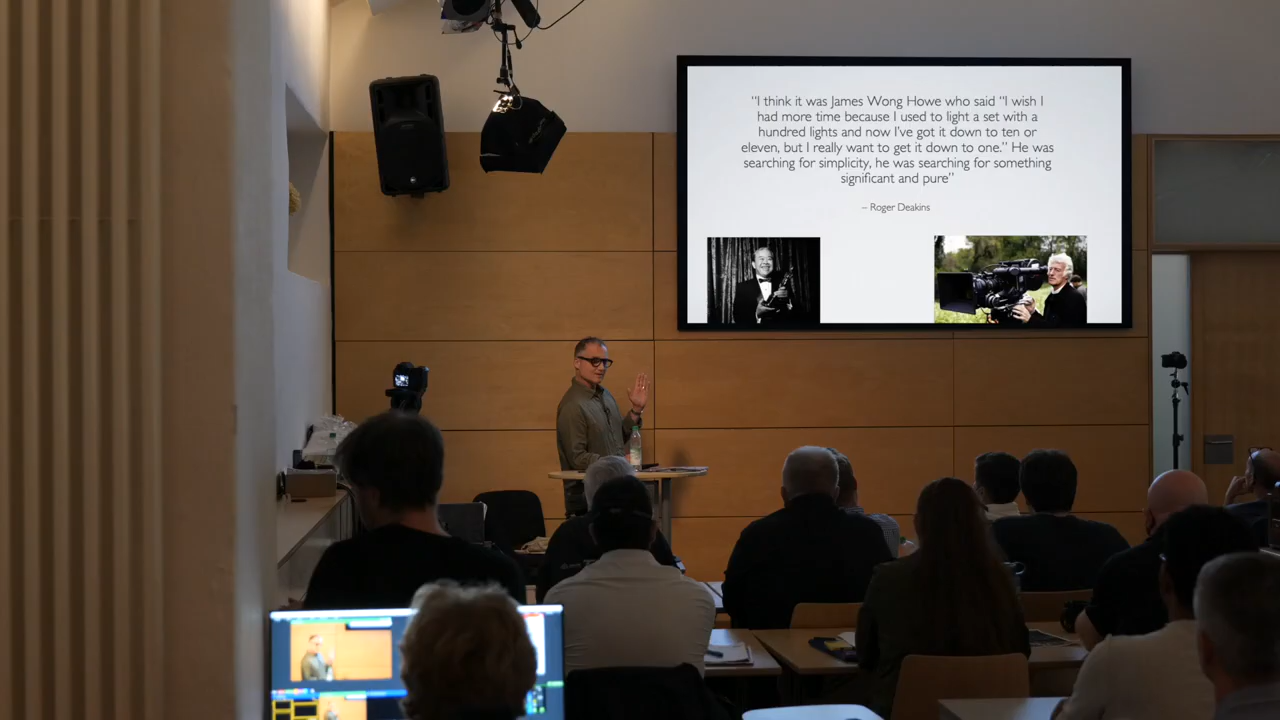 “I think it was James Wong Howe who said “I wish I
had more time because I used to light a set with a
hundred lights and now I’ve got it down to ten or
eleven, but I really want to get it down to one.” He was
searching for simplicity, he was searching for something
significant and pure”
– Roger Deakins